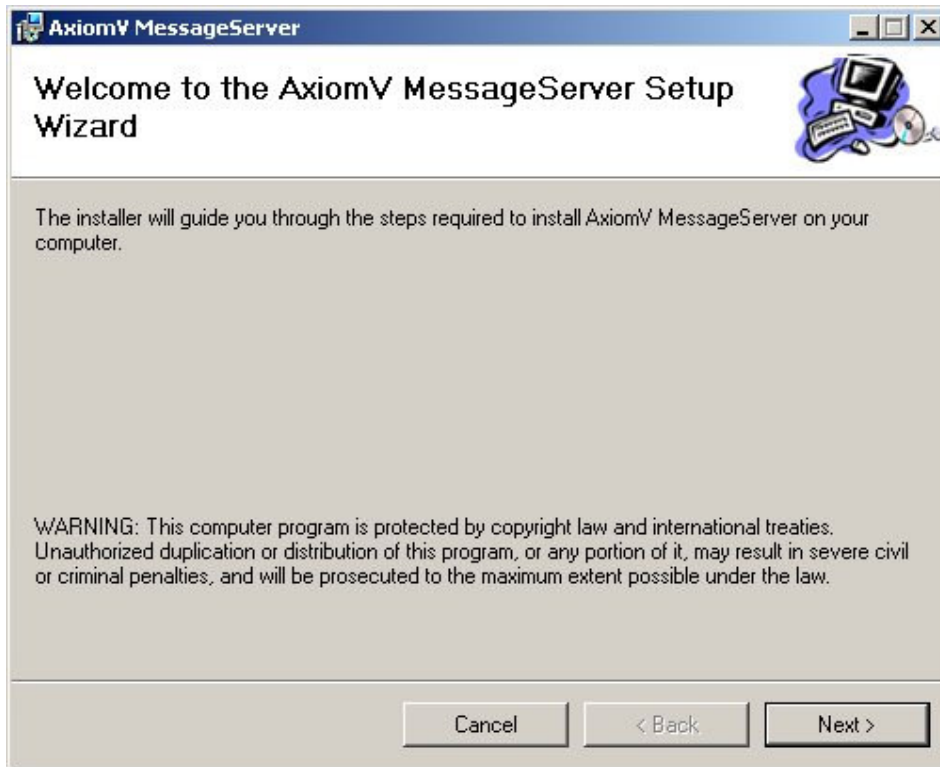 AxiomV MessageServer
Welcome to the AxiomV MessageServer Setup
Wizard
The installer will guide you through the steps required to install AxiomV MessageServer on your
computer.
WARNING: This computer program is protected by copyright law and international treaties.
Unauthorized duplication or distribution of this program, or any portion of it, may result in severe civil
or criminal penalties, and will be prosecuted to the maximum extent possible under the law.
Cancel
< Back
Next >